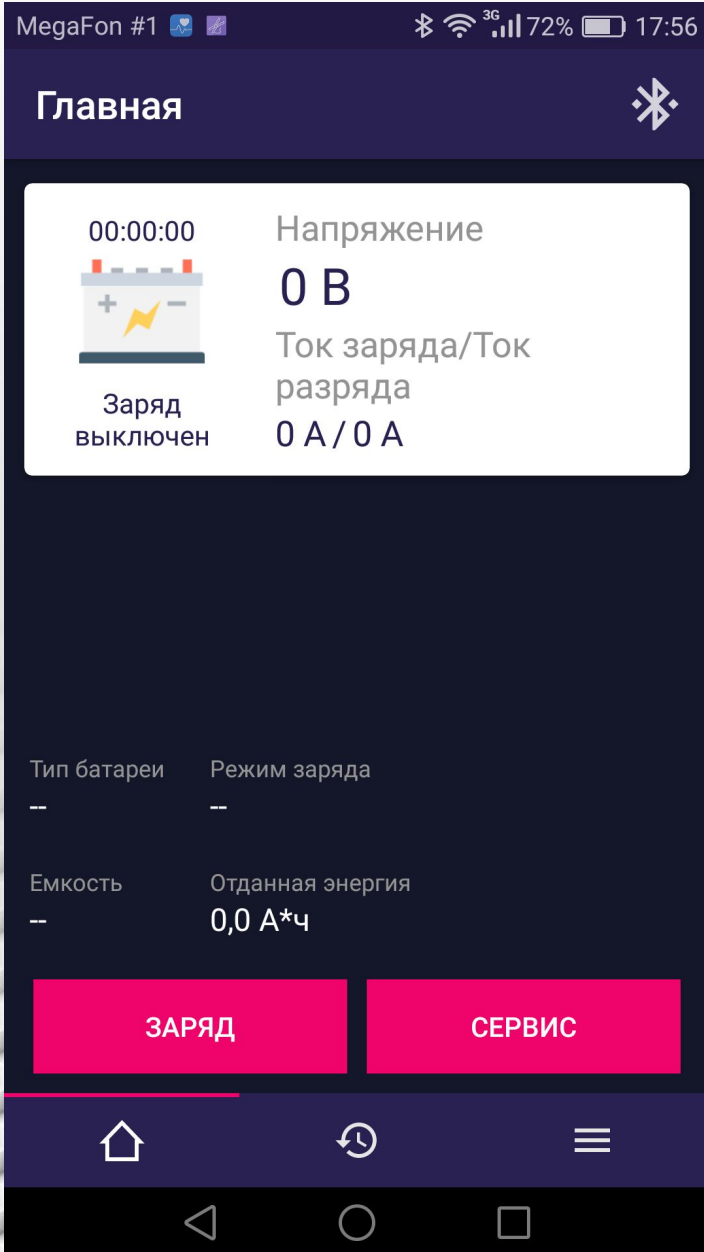 MegaFon #1 3G 72% 17:56
Главная
00:00:00
Заряд
выключен
Напряжение
0 В
Ток заряда/Ток
разряда
0 А / 0 А
Тип батареи Режим заряда
-- --
Емкость Отданная энергия
-- 0,0 А*ч
ЗАРЯД СЕРВИС